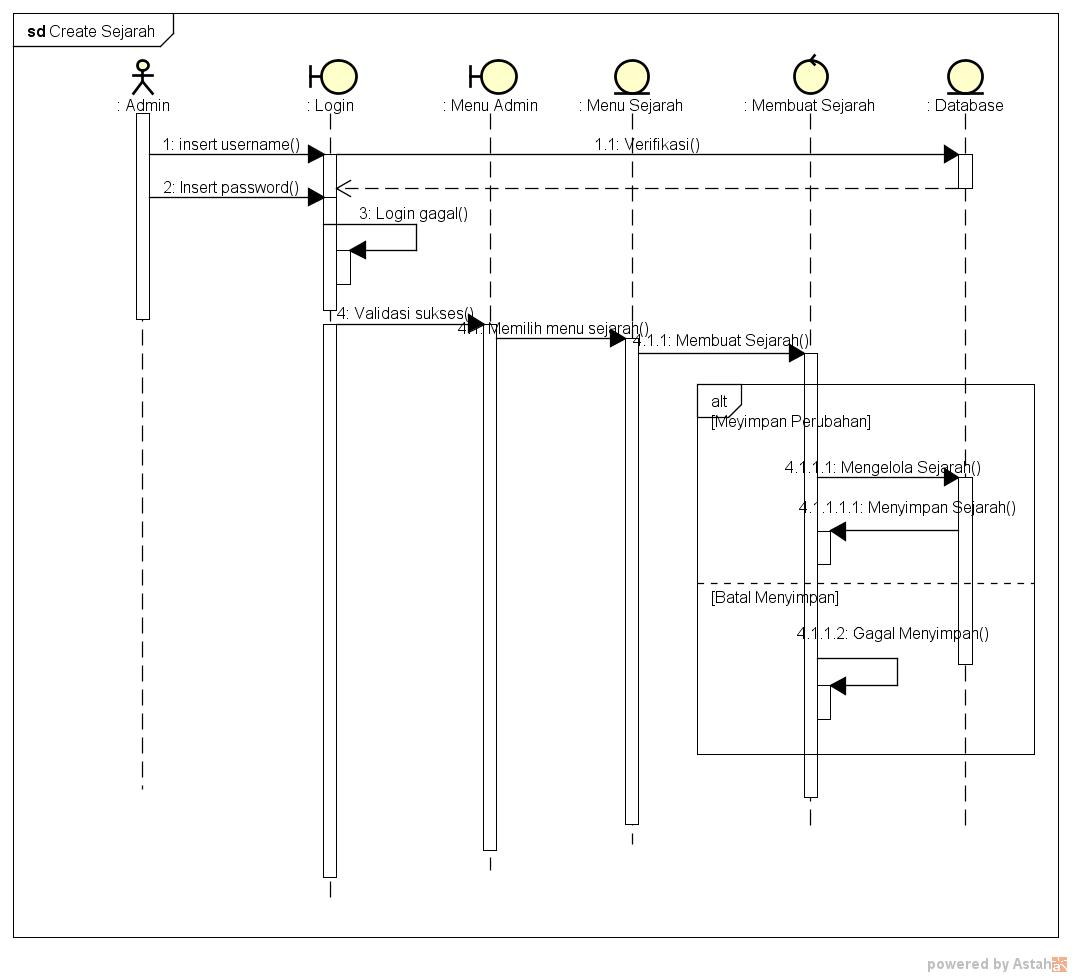 sd Create Sejarah
: Admin
: Login
: Menu Admin
: Menu Sejarah
: Membuat Sejarah
: Database
1: insert username()
1.1: Verifikasi()
2: Insert password()
3: Login gagal()
4: Validasi sukses()
4.1: Memilih menu sejarah()
4.1.1: Membuat Sejarah()
alt
[Meyimpan Perubahan]
4.1.1.1: Mengelola Sejarah()
4.1.1.1.1: Menyimpan Sejarah()
[Batal Menyimpan]
4.1.1.2: Gagal Menyimpan()
powered by Astah